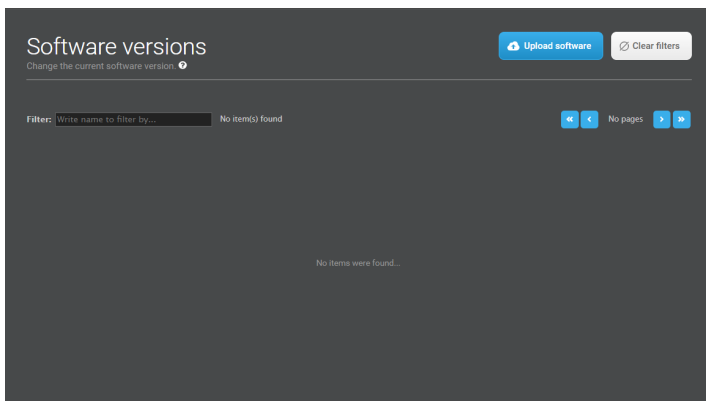 Software versions
Change the current software version. ?
Upload software
Clear filters
Filter: Write name to filter by....
No item(s) found
« ‹ No pages › »
No items were found...